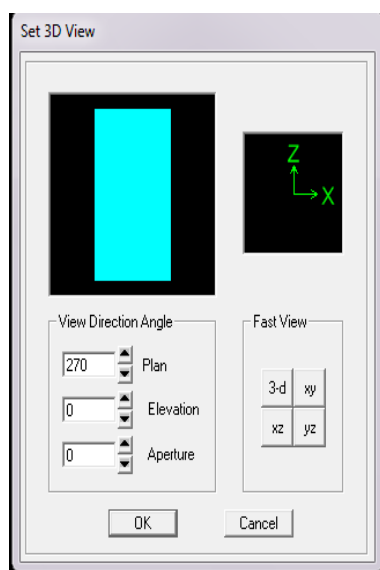 Set 3D View
Z
X
View Direction Angle
270 Plan
0 Elevation
0 Aperture
Fast View
3-d xy
xz yz
OK Cancel